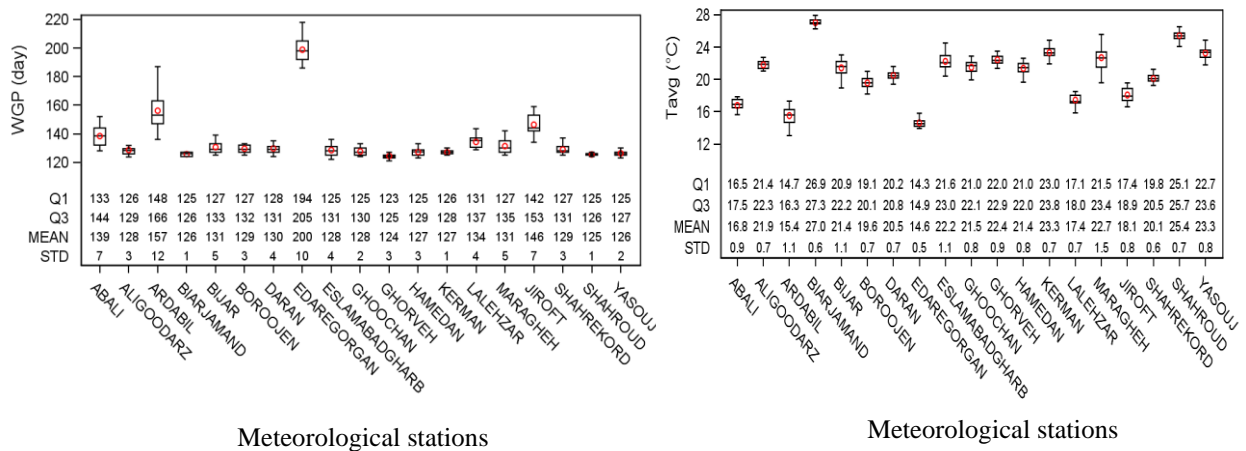 WGP (day)
220
200
180
160
140
120
Q1 133 126 148 125 127 127 128 194 128 125 123 125 126 131 127 142 127 125 125
Q3 144 129 166 126 133 132 131 205 131 130 125 129 128 137 135 153 131 126 127
MEAN 139 128 157 126 131 129 130 200 128 128 124 127 127 134 131 146 129 125 126
STD 7 3 12 1 5 3 4 10 4 2 3 3 1 4 5 7 3 1 2
ABALI
ALIGOODARZ
ARDABIL
BIARJAMAND
BIJAR
BOROOJEN
DARAN
EDAREGORGAN
ESLAMABADGHARB
GHOOCHAN
GHORVEH
HAMEDAN
KERMAN
LALEHZAR
MARAGHEH
JIROFT
SHAHREKORD
SHAHROUD
YASOUJ
Meteorological stations
Tavg (°C)
28
24
20
16
12
Q1 16.5 21.4 14.7 26.9 20.9 19.1 20.2 14.3 21.6 21.0 22.0 21.0 23.0 17.1 21.5 17.4 19.8 25.1 22.7
Q3 17.5 22.3 16.3 27.3 22.2 20.1 20.8 14.9 23.0 22.1 22.9 22.0 23.8 18.0 23.4 18.9 20.5 25.7 23.6
MEAN 16.8 21.9 15.4 27.0 21.4 19.6 20.5 14.6 22.2 21.5 22.4 21.4 23.3 17.4 22.7 18.1 20.1 25.4 23.3
STD 0.9 0.7 1.1 0.6 1.1 0.7 0.7 0.5 1.1 0.8 0.9 0.8 0.7 0.7 1.5 0.8 0.6 0.7 0.8
ABALI
ALIGOODARZ
ARDABIL
BIARJAMAND
BIJAR
BOROOJEN
DARAN
EDAREGORGAN
ESLAMABADGHARB
GHOOCHAN
GHORVEH
HAMEDAN
KERMAN
LALEHZAR
MARAGHEH
JIROFT
SHAHREKORD
SHAHROUD
YASOUJ
Meteorological stations